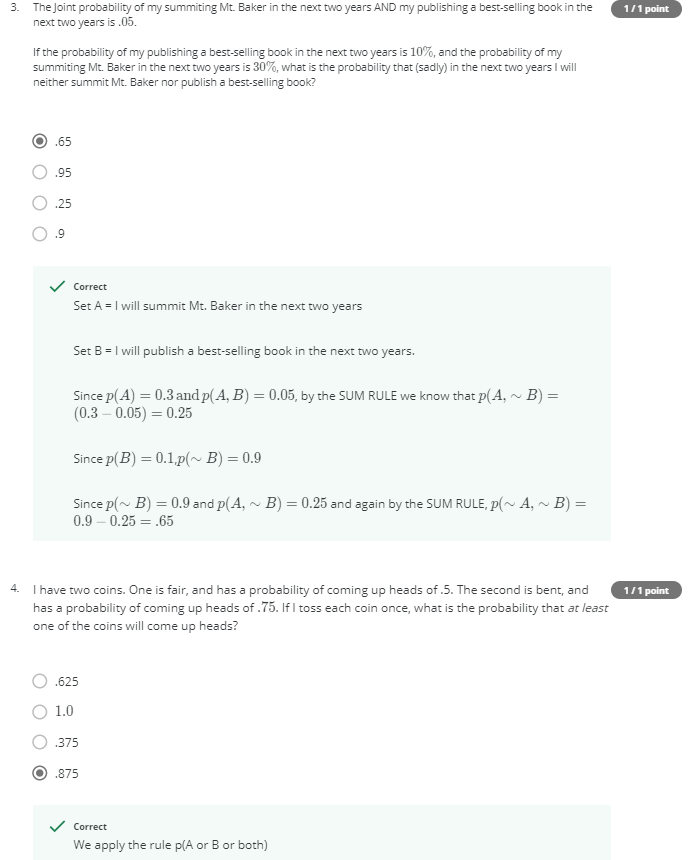 3. The Joint probability of my summiting Mt. Baker in the next two years AND my publishing a best-selling book in the
next two years is .05.
1 / 1 point
If the probability of my publishing a best-selling book in the next two years is 10%, and the probability of my
summiting Mt. Baker in the next two years is 30%, what is the probability that (sadly) in the next two years I will
neither summit Mt. Baker nor publish a best-selling book?
.65
.95
.25
.9
Correct
Set A = I will summit Mt. Baker in the next two years
Set B = I will publish a best-selling book in the next two years.
Since p(A) = 0.3 and p(A, B) = 0.05, by the SUM RULE we know that p(A, ∼ B) =
(0.3 – 0.05) = 0.25
Since p(B) = 0.1,p(∼ B) = 0.9
Since p(∼ B) = 0.9 and p(A, ∼ B) = 0.25 and again by the SUM RULE, p(∼ A, ∼ B) =
0.9 – 0.25 = .65
4. I have two coins. One is fair, and has a probability of coming up heads of .5. The second is bent, and
1 / 1 point
has a probability of coming up heads of .75. If I toss each coin once, what is the probability that at least
one of the coins will come up heads?
.625
1.0
.375
.875
Correct
We apply the rule p(A or B or both)